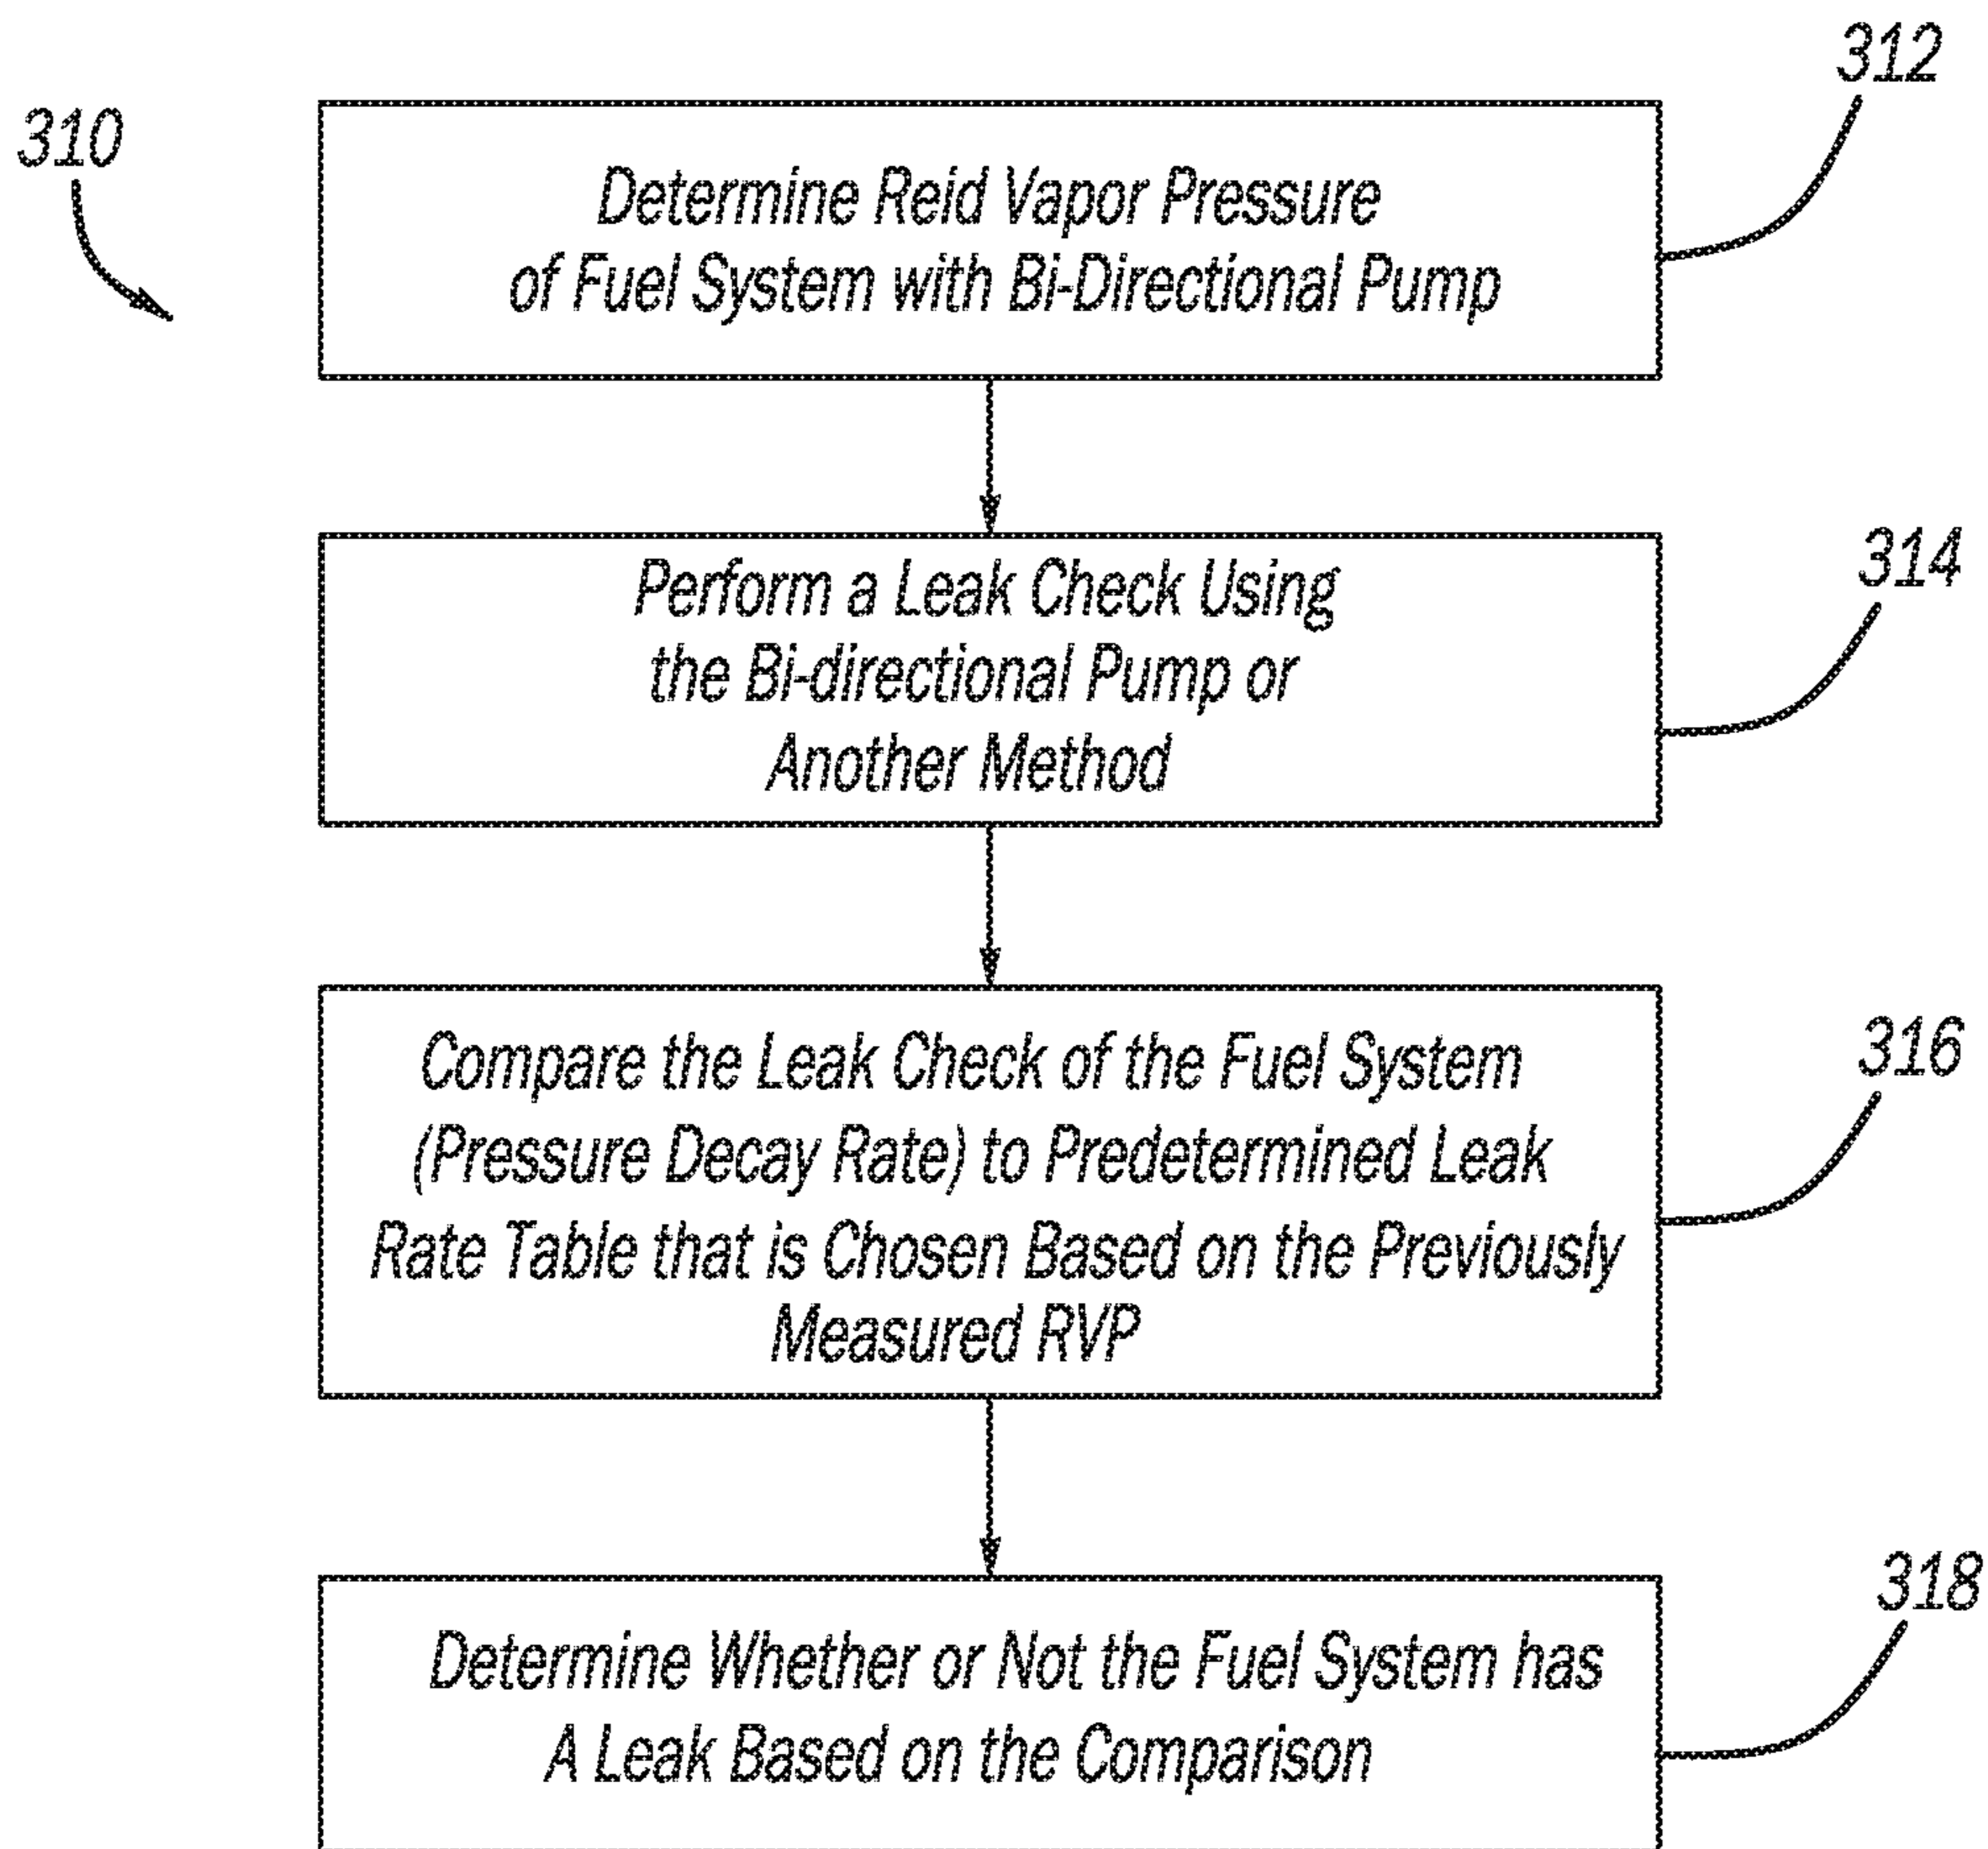 312
310
Determine Reid Vapor Pressure
of Fuel System with Bi-Directional Pump
314
Perform a Leak Check Using
the Bi-directional Pump or
Another Method
316
Compare the Leak Check of the Fuel System
(Pressure Decay Rate) to Predetermined Leak
Rate Table that is Chosen Based on the Previously
Measured RVP
318
Determine Whether or Not the Fuel System has
A Leak Based on the Comparison